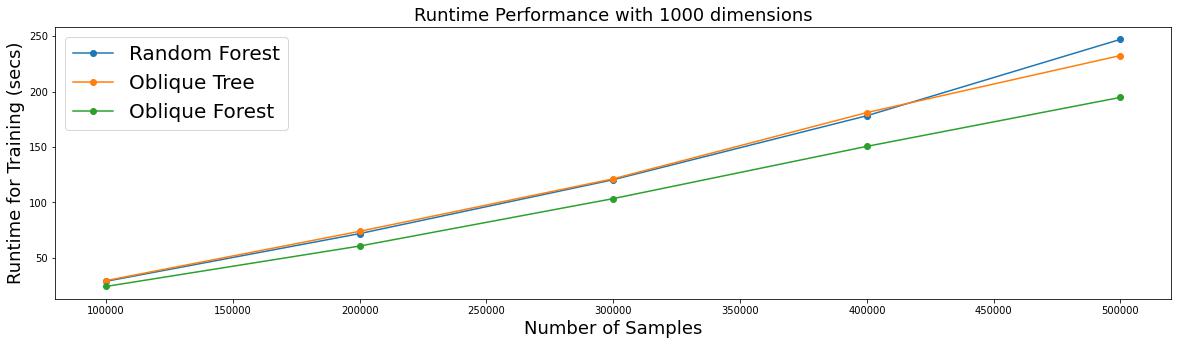 Runtime Performance with 1000 dimensions
Runtime for Training (secs)
250
200
150
100
50
Random Forest
Oblique Tree
Oblique Forest
100000 150000 200000 250000 300000 350000 400000 450000 500000
Number of Samples